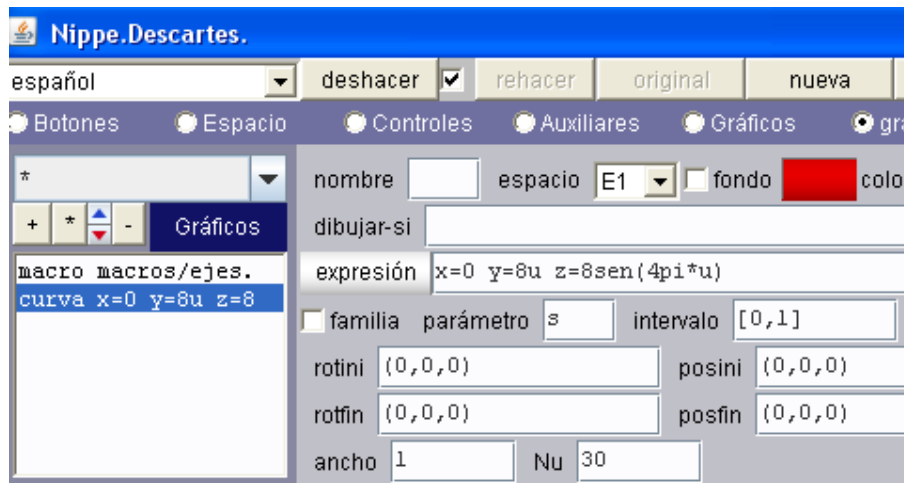 Nippe.Descartes.
español deshacer rehacer original nueva
Botones Espacio Controles Auxiliares Gráficos grá
* nombre espacio E1 fondo colo
+ * - Gráficos dibujar-si
macro macros/ejes. expresión x=0 y=8u z=8sen(4pi*u)
curva x=0 y=8u z=8
familia parámetro s intervalo [0,1]
rotini (0,0,0) posini (0,0,0)
rotfin (0,0,0) posfin (0,0,0)
ancho 1 Nu 30